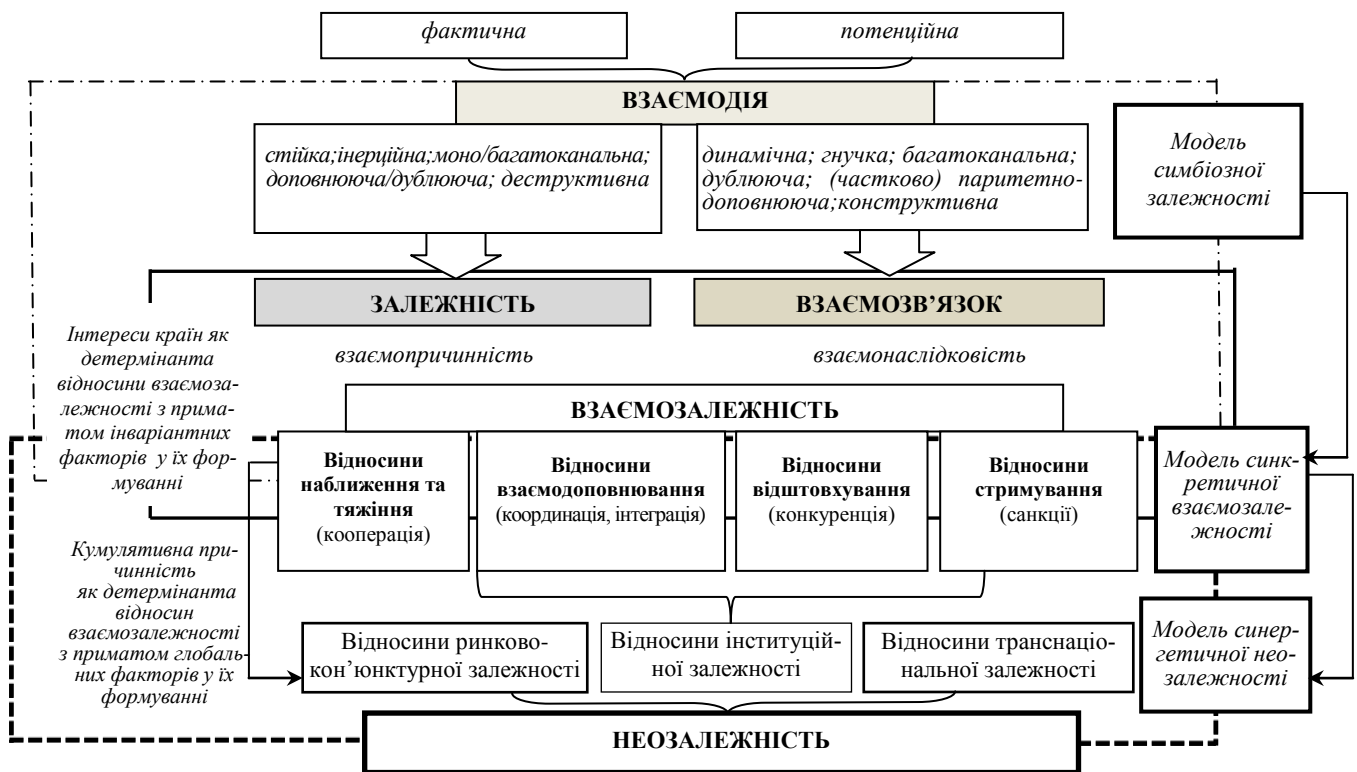 фактична
потенційна
ВЗАЄМОДІЯ
стійка;інерційна;моно/багатоканальна;
доповнююча/дублююча; деструктивна
динамічна; гнучка; багатоканальна;
дублююча; (частково) паритетно-
доповнююча;конструктивна
Модель
симбіозної
залежності
ЗАЛЕЖНІСТЬ
ВЗАЄМОЗВ’ЯЗОК
взаємопричинність
взаємонаслідковість
Інтереси країн як
детермінанта
відносини взаємоза-
лежності з прима-
том інваріантних
факторів у їх фор-
муванні
ВЗАЄМОЗАЛЕЖНІСТЬ
Відносини
наближення та
тяжіння
(кооперація)
Відносини
взаємодоповнювання
(координація, інтеграція)
Відносини
відштовхування
(конкуренція)
Відносини
стримування
(санкції)
Модель синк-
ретичної
взаємозале-
жності
Кумулятивна при-
чинність
як детермінанта
відносин
взаємозалежності
з приматом глобаль-
них факторів у їх
формуванні
Відносини ринково-
кон’юнктурної залежності
Відносини інституцій-
ної залежності
Відносини транснаціо-
нальної залежності
Модель синер-
гетичної нео-
залежності
НЕОЗАЛЕЖНІСТЬ